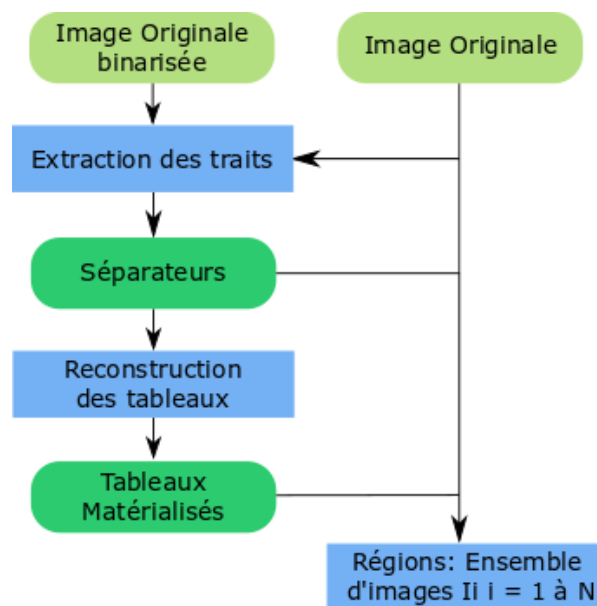 Image Originale
binarisée
Image Originale
Extraction des traits
Séparateurs
Reconstruction
des tableaux
Tableaux
Matérialisés
Régions: Ensemble
d'images Ii i = 1 à N